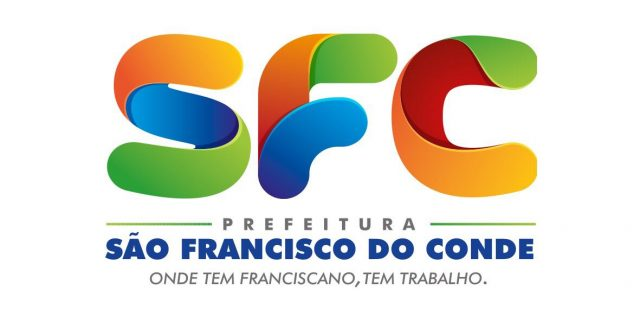 SFC
PREFEITURA
SÃO FRANCISCO DO CONDE
ONDE TEM FRANCISCANO, TEM TRABALHO.